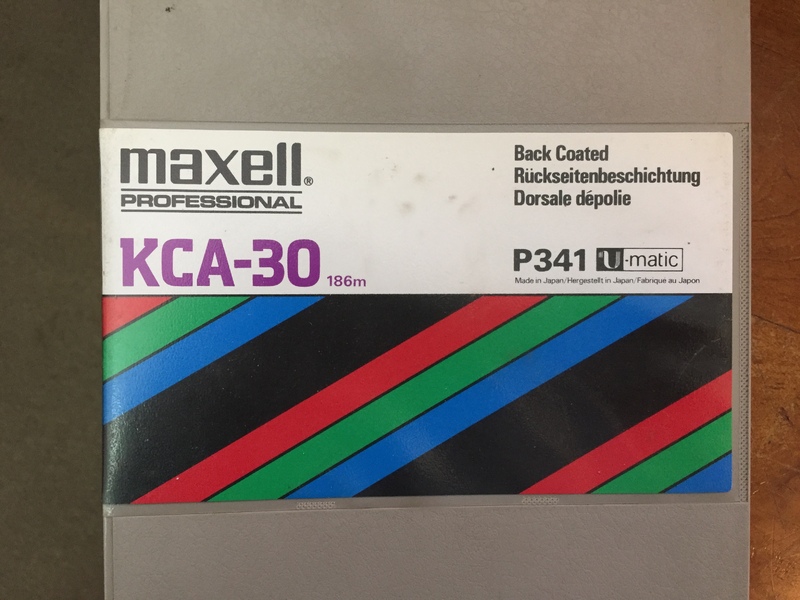 maxell®
PROFESSIONAL
KCA-30 186m
Back Coated
Rückseitenbeschichtung
Dorsale dépolie
P341 U-matic
Made in Japan/Hergestellt in Japan/Fabrique au Japon